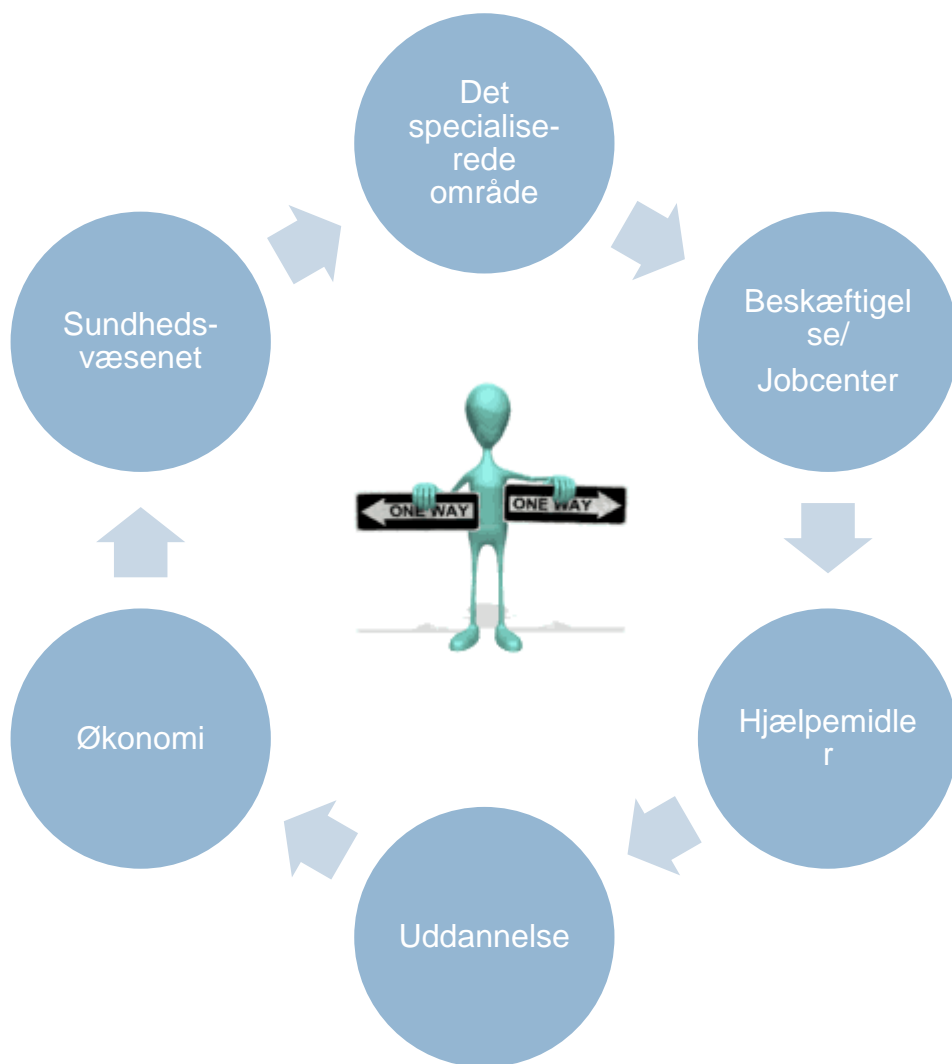 Det
specialise-
rede
område
Beskæftigel
se/
Jobcenter
Hjælpemidle
r
Uddannelse
Økonomi
Sundheds-
væsenet
ONE WAY
ONE WAY